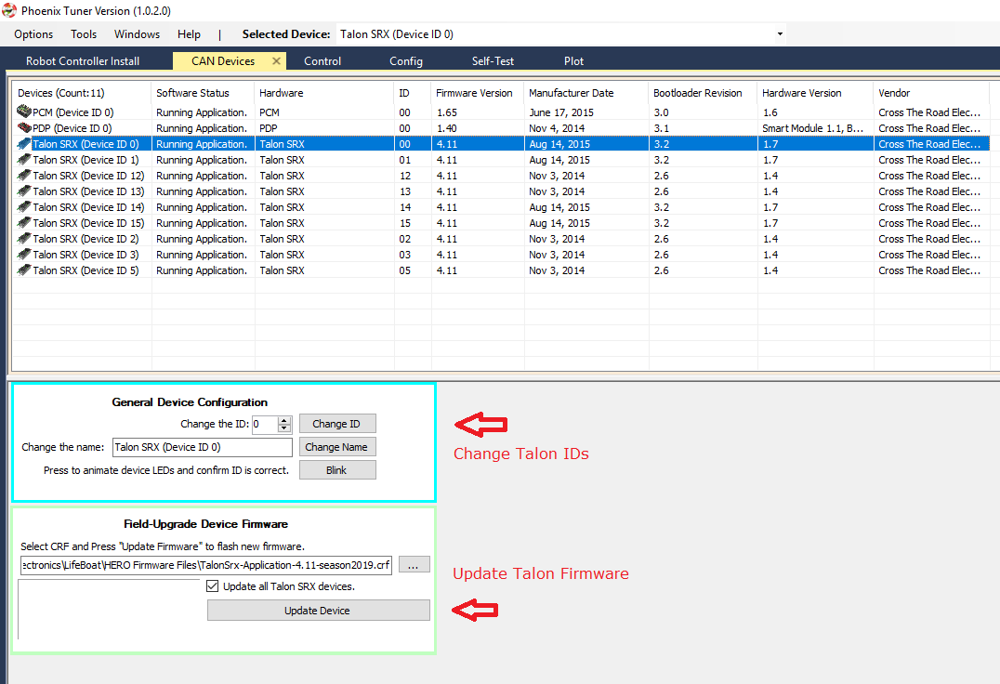 Phoenix Tuner Version (1.0.2.0)
Options Tools Windows Help | Selected Device: Talon SRX (Device ID 0)
Robot Controller Install CAN Devices Control Config Self-Test Plot
Devices (Count:11) Software Status Hardware ID Firmware Version Manufacturer Date Bootloader Revision Hardware Version Vendor
PCM (Device ID 0) Running Application. PCM 00 1.65 June 17, 2015 3.0 1.6 Cross The Road Elec...
PDP (Device ID 0) Running Application. PDP 00 1.40 Nov 4, 2014 3.1 Smart Module 1.1, B... Cross The Road Elec...
Talon SRX (Device ID 0) Running Application. Talon SRX 00 4.11 Aug 14, 2015 3.2 1.7 Cross The Road Elec...
Talon SRX (Device ID 1) Running Application. Talon SRX 01 4.11 Aug 14, 2015 3.2 1.7 Cross The Road Elec...
Talon SRX (Device ID 12) Running Application. Talon SRX 12 4.11 Nov 3, 2014 2.6 1.4 Cross The Road Elec...
Talon SRX (Device ID 13) Running Application. Talon SRX 13 4.11 Nov 3, 2014 2.6 1.4 Cross The Road Elec...
Talon SRX (Device ID 14) Running Application. Talon SRX 14 4.11 Aug 14, 2015 3.2 1.7 Cross The Road Elec...
Talon SRX (Device ID 15) Running Application. Talon SRX 15 4.11 Aug 14, 2015 3.2 1.7 Cross The Road Elec...
Talon SRX (Device ID 2) Running Application. Talon SRX 02 4.11 Nov 3, 2014 2.6 1.4 Cross The Road Elec...
Talon SRX (Device ID 3) Running Application. Talon SRX 03 4.11 Nov 3, 2014 2.6 1.4 Cross The Road Elec...
Talon SRX (Device ID 5) Running Application. Talon SRX 05 4.11 Nov 3, 2014 2.6 1.4 Cross The Road Elec...
General Device Configuration
Change the ID: 0 Change ID
Change the name: Talon SRX (Device ID 0) Change Name
Press to animate device LEDs and confirm ID is correct. Blink
Change Talon IDs
Field-Upgrade Device Firmware
Select CRF and Press "Update Firmware" to flash new firmware.
ectronics\LifeBoat\HERO Firmware Files\TalonSrx-Application-4.11-season2019.crf ...
Update all Talon SRX devices.
Update Device
Update Talon Firmware